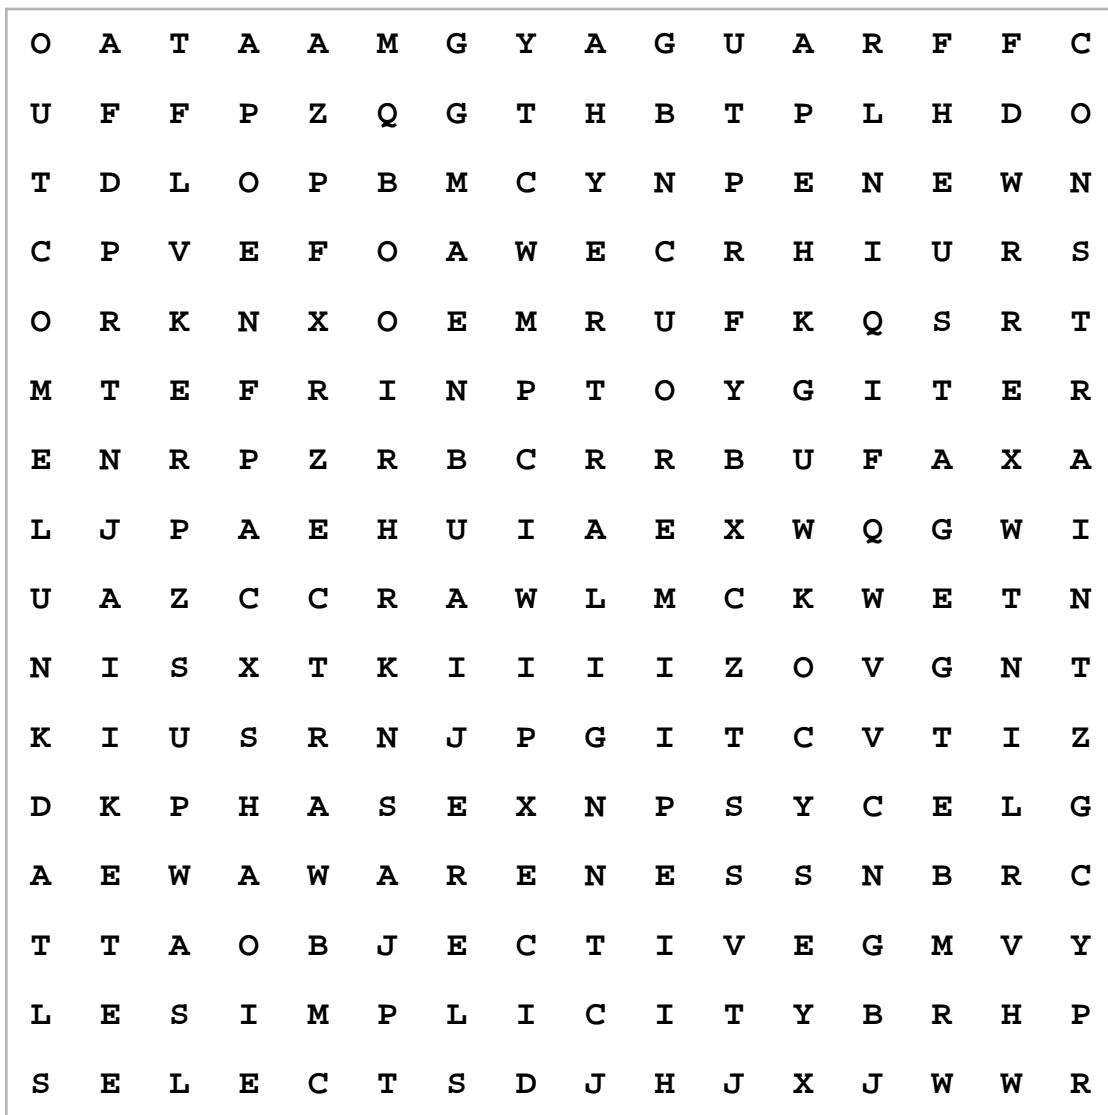 O A T A A M G Y A G U A R F F C
U F F P Z Q G T H B T P L H D O
T D L O P B M C Y N P E N E W N
C P V E F O A W E C R H I U R S
O R K N X O E M R U F K Q S R T
M T E F R I N P T O Y G I T E R
E N R P Z R B C R R B U F A X A
L J P A E H U I A E X W Q G W I
U A Z C C R A W L M C K W E T N
N I S X T K I I I I Z O V G N T
K I U S R N J P G I T C V T I Z
D K P H A S E X N P S Y C E L G
A E W A W A R E N E S S N B R C
T T A O B J E C T I V E G M V Y
L E S I M P L I C I T Y B R H P
S E L E C T S D J H J X J W W R